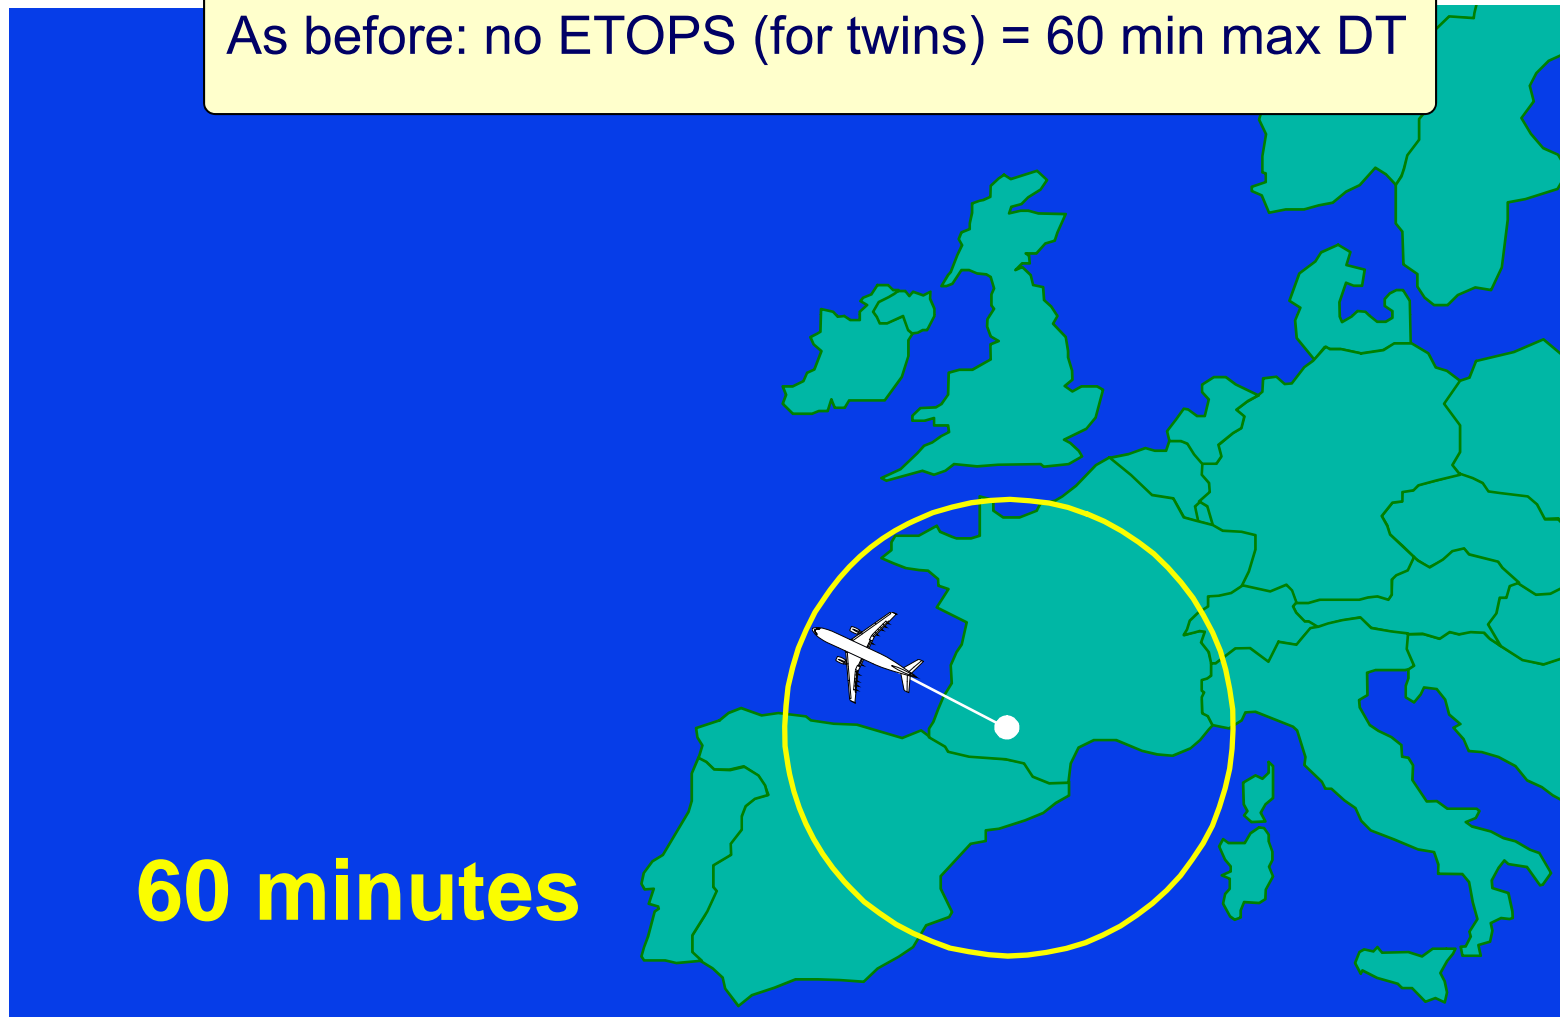 As before: no ETOPS (for twins) = 60 min max DT
60 minutes